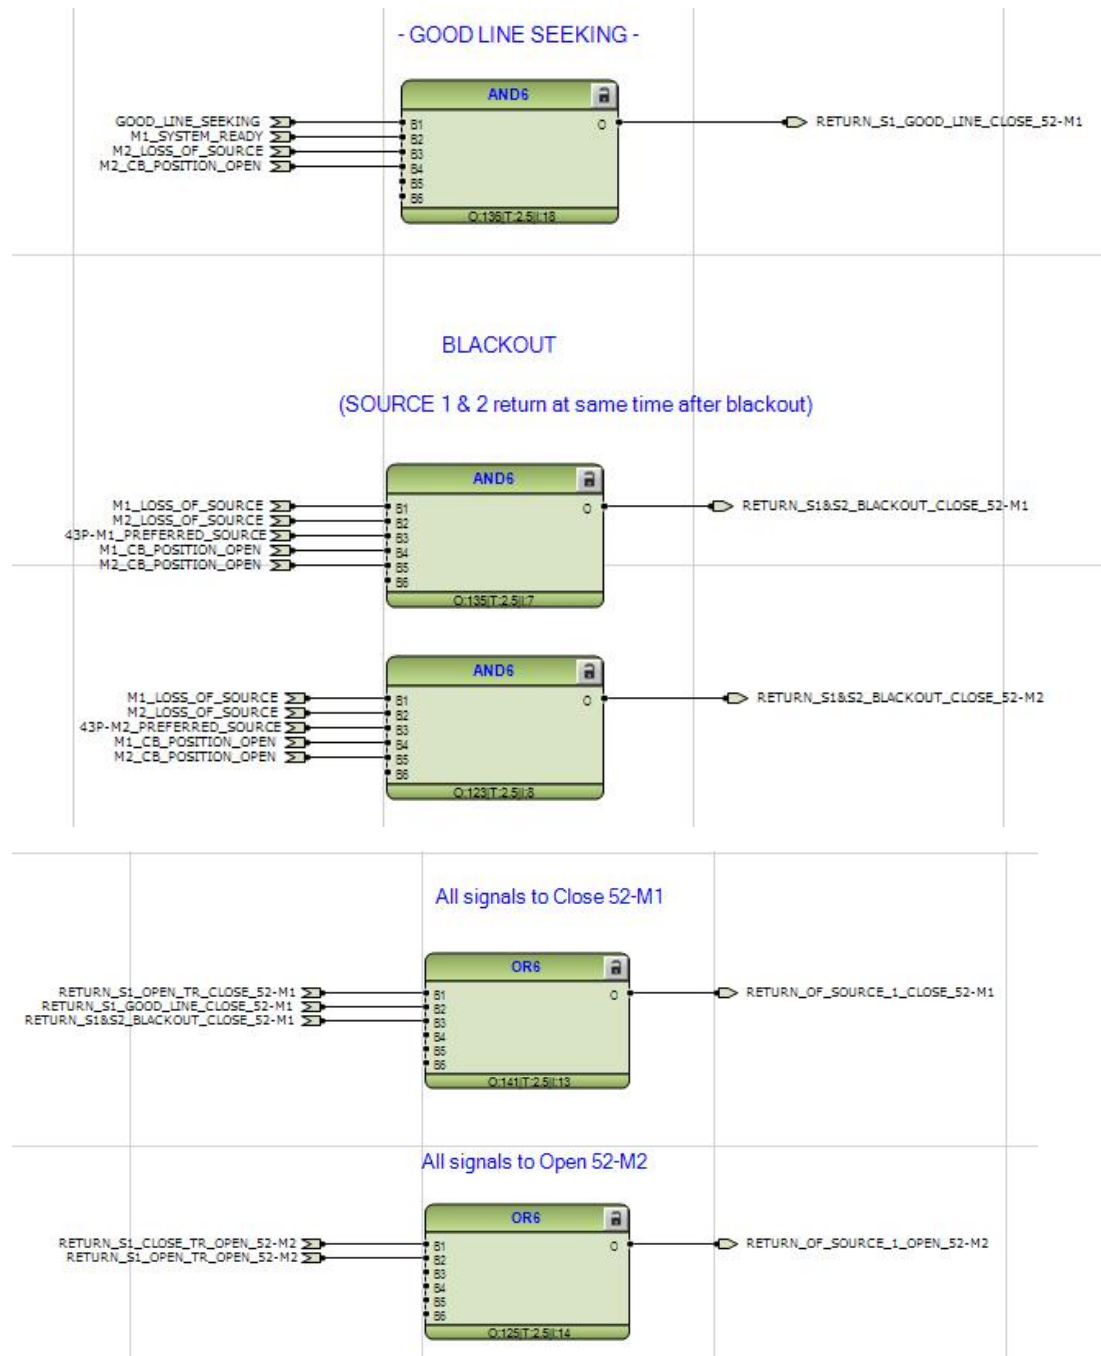 - GOOD LINE SEEKING -
AND6
GOOD_LINE_SEEKING
M1_SYSTEM_READY
M2_LOSS_OF_SOURCE
M2_CB_POSITION_OPEN
B1
B2
B3
B4
B5
B6
O
RETURN_S1_GOOD_LINE_CLOSE_52-M1
O:136|T:2.5|I:18
BLACKOUT
(SOURCE 1 & 2 return at same time after blackout)
AND6
M1_LOSS_OF_SOURCE
M2_LOSS_OF_SOURCE
43P-M1_PREFERRED_SOURCE
M1_CB_POSITION_OPEN
M2_CB_POSITION_OPEN
B1
B2
B3
B4
B5
B6
O
RETURN_S1&S2_BLACKOUT_CLOSE_52-M1
O:135|T:2.5|I:7
AND6
M1_LOSS_OF_SOURCE
M2_LOSS_OF_SOURCE
43P-M2_PREFERRED_SOURCE
M1_CB_POSITION_OPEN
M2_CB_POSITION_OPEN
B1
B2
B3
B4
B5
B6
O
RETURN_S1&S2_BLACKOUT_CLOSE_52-M2
O:123|T:2.5|I:8
All signals to Close 52-M1
OR6
RETURN_S1_OPEN_TR_CLOSE_52-M1
RETURN_S1_GOOD_LINE_CLOSE_52-M1
RETURN_S1&S2_BLACKOUT_CLOSE_52-M1
B1
B2
B3
B4
B5
B6
O
RETURN_OF_SOURCE_1_CLOSE_52-M1
O:141|T:2.5|I:13
All signals to Open 52-M2
OR6
RETURN_S1_CLOSE_TR_OPEN_52-M2
RETURN_S1_OPEN_TR_OPEN_52-M2
B1
B2
B3
B4
B5
B6
O
RETURN_OF_SOURCE_1_OPEN_52-M2
O:125|T:2.5|I:14